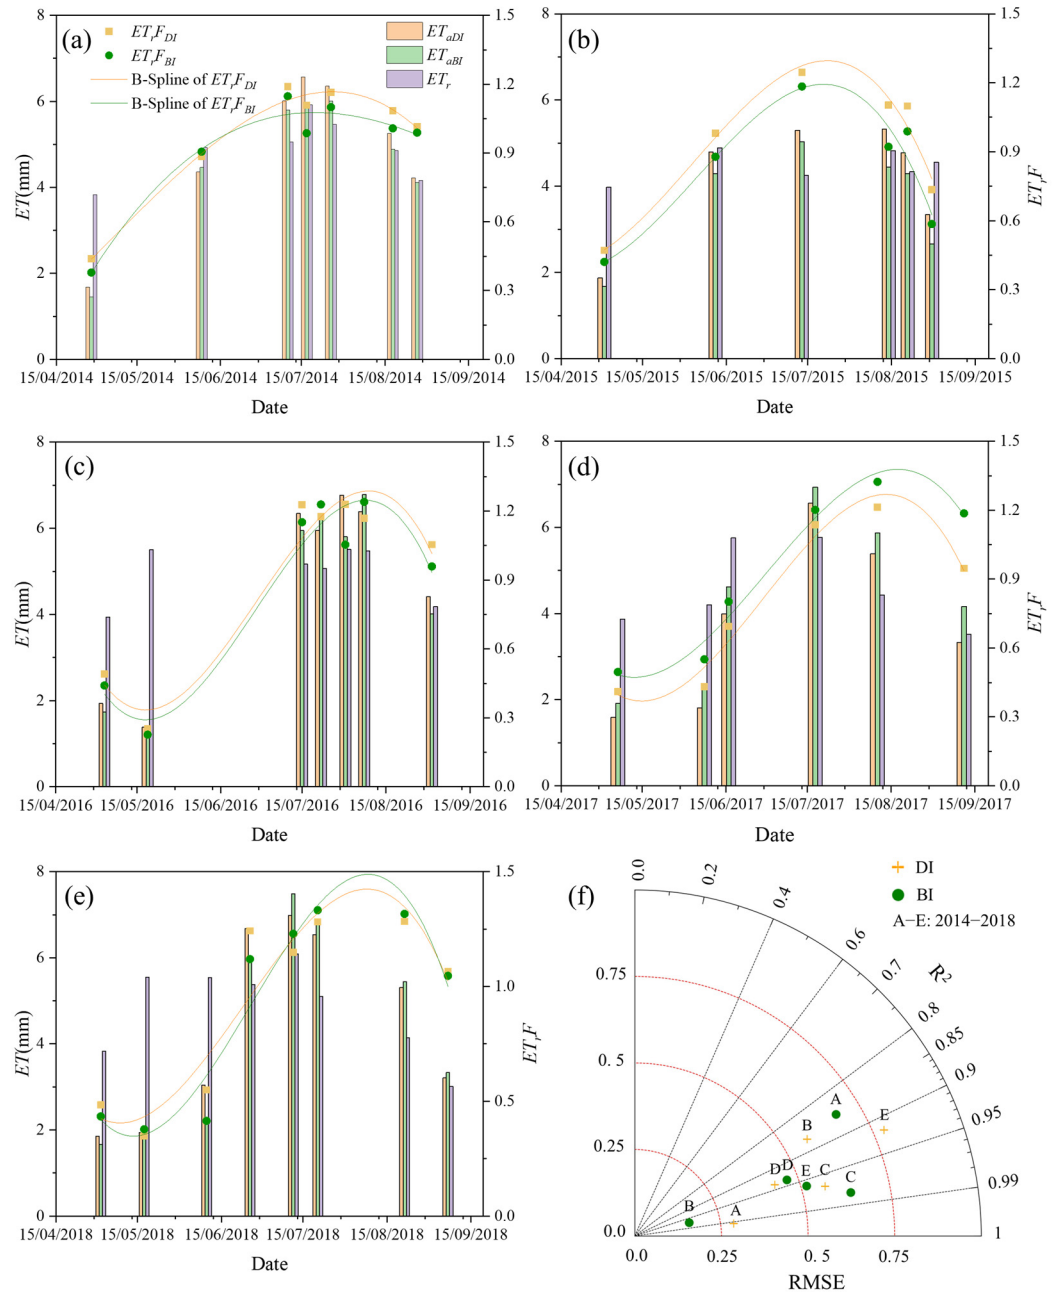 (a)
ETrFDI
ETrFBI
B-Spline of ETrFDI
B-Spline of ETrFBI
ETaDI
ETaBI
ETr
8
6
4
2
0
ET(mm)
1.5
1.2
0.9
0.6
0.3
0.0
15/04/2014 15/05/2014 15/06/2014 15/07/2014 15/08/2014 15/09/2014
Date
(b)
8
6
4
2
0
1.5
1.2
0.9
0.6
0.3
0.0
ETrF
15/04/2015 15/05/2015 15/06/2015 15/07/2015 15/08/2015 15/09/2015
Date
(c)
8
6
4
2
0
ET(mm)
1.5
1.2
0.9
0.6
0.3
0.0
15/04/2016 15/05/2016 15/06/2016 15/07/2016 15/08/2016 15/09/2016
Date
(d)
8
6
4
2
0
1.5
1.2
0.9
0.6
0.3
0.0
ETrF
15/04/2017 15/05/2017 15/06/2017 15/07/2017 15/08/2017 15/09/2017
Date
(e)
8
6
4
2
0
ET(mm)
1.5
1.0
0.5
0.0
ETrF
15/04/2018 15/05/2018 15/06/2018 15/07/2018 15/08/2018 15/09/2018
Date
(f)
DI
BI
A−E: 2014−2018
0.0
0.2
0.4
0.6
0.7
R²
0.8
0.85
0.9
0.95
0.99
1
0.75
0.5
0.25
0.0
A
E
B
D
D
E
C
C
B
A
0.0 0.25 0.5 0.75
RMSE